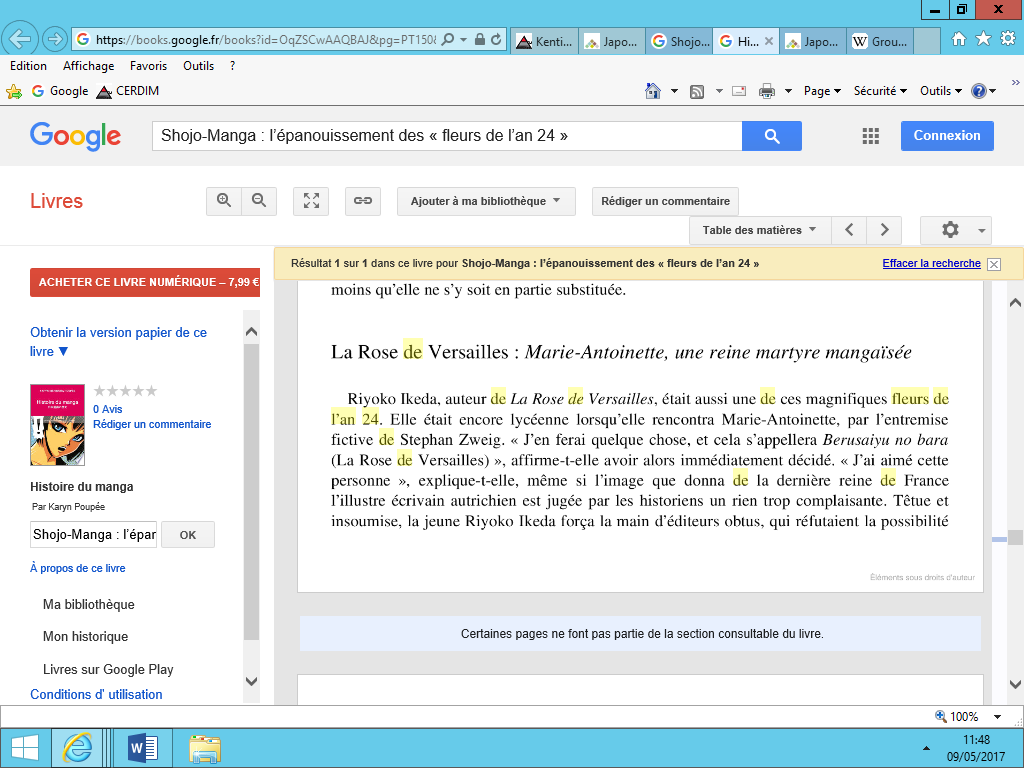 https://books.google.fr/books?id=OqZSCwAAQBAJ&pg=PT150&
Kenti...
Japo...
Shojo...
Hi...
Japo...
Grou...
Edition Affichage Favoris Outils ?
Google CERDIM
Page Sécurité Outils
Google
Shojo-Manga : l'épanouissement des « fleurs de l'an 24 »
Connexion
Livres
Ajouter à ma bibliothèque
Rédiger un commentaire
Table des matières
Résultat 1 sur 1 dans ce livre pour Shojo-Manga : l'épanouissement des « fleurs de l'an 24 »
Effacer la recherche
ACHETER CE LIVRE NUMÉRIQUE – 7,99 €
Obtenir la version papier de ce
livre ▼
Histoire du manga
0 Avis
Rédiger un commentaire
Histoire du manga
Par Karyn Poupée
Shojo-Manga : l'épar
OK
À propos de ce livre
Ma bibliothèque
Mon historique
Livres sur Google Play
Conditions d' utilisation
moins qu'elle ne s'y soit en partie substituée.
La Rose de Versailles : Marie-Antoinette, une reine martyre mangaïsée
Riyoko Ikeda, auteur de La Rose de Versailles, était aussi une de ces magnifiques fleurs de
l'an 24. Elle était encore lycéenne lorsqu'elle rencontra Marie-Antoinette, par l'entremise
fictive de Stephan Zweig. « J'en ferai quelque chose, et cela s'appellera Berusaiyu no bara
(La Rose de Versailles) », affirme-t-elle avoir alors immédiatement décidé. « J'ai aimé cette
personne », explique-t-elle, même si l'image que donna de la dernière reine de France
l'illustre écrivain autrichien est jugée par les historiens un rien trop complaisante. Têtue et
insoumise, la jeune Riyoko Ikeda força la main d'éditeurs obtus, qui réfutaient la possibilité
Éléments sous droits d'auteur
Certaines pages ne font pas partie de la section consultable du livre.
100%
11:48
09/05/2017